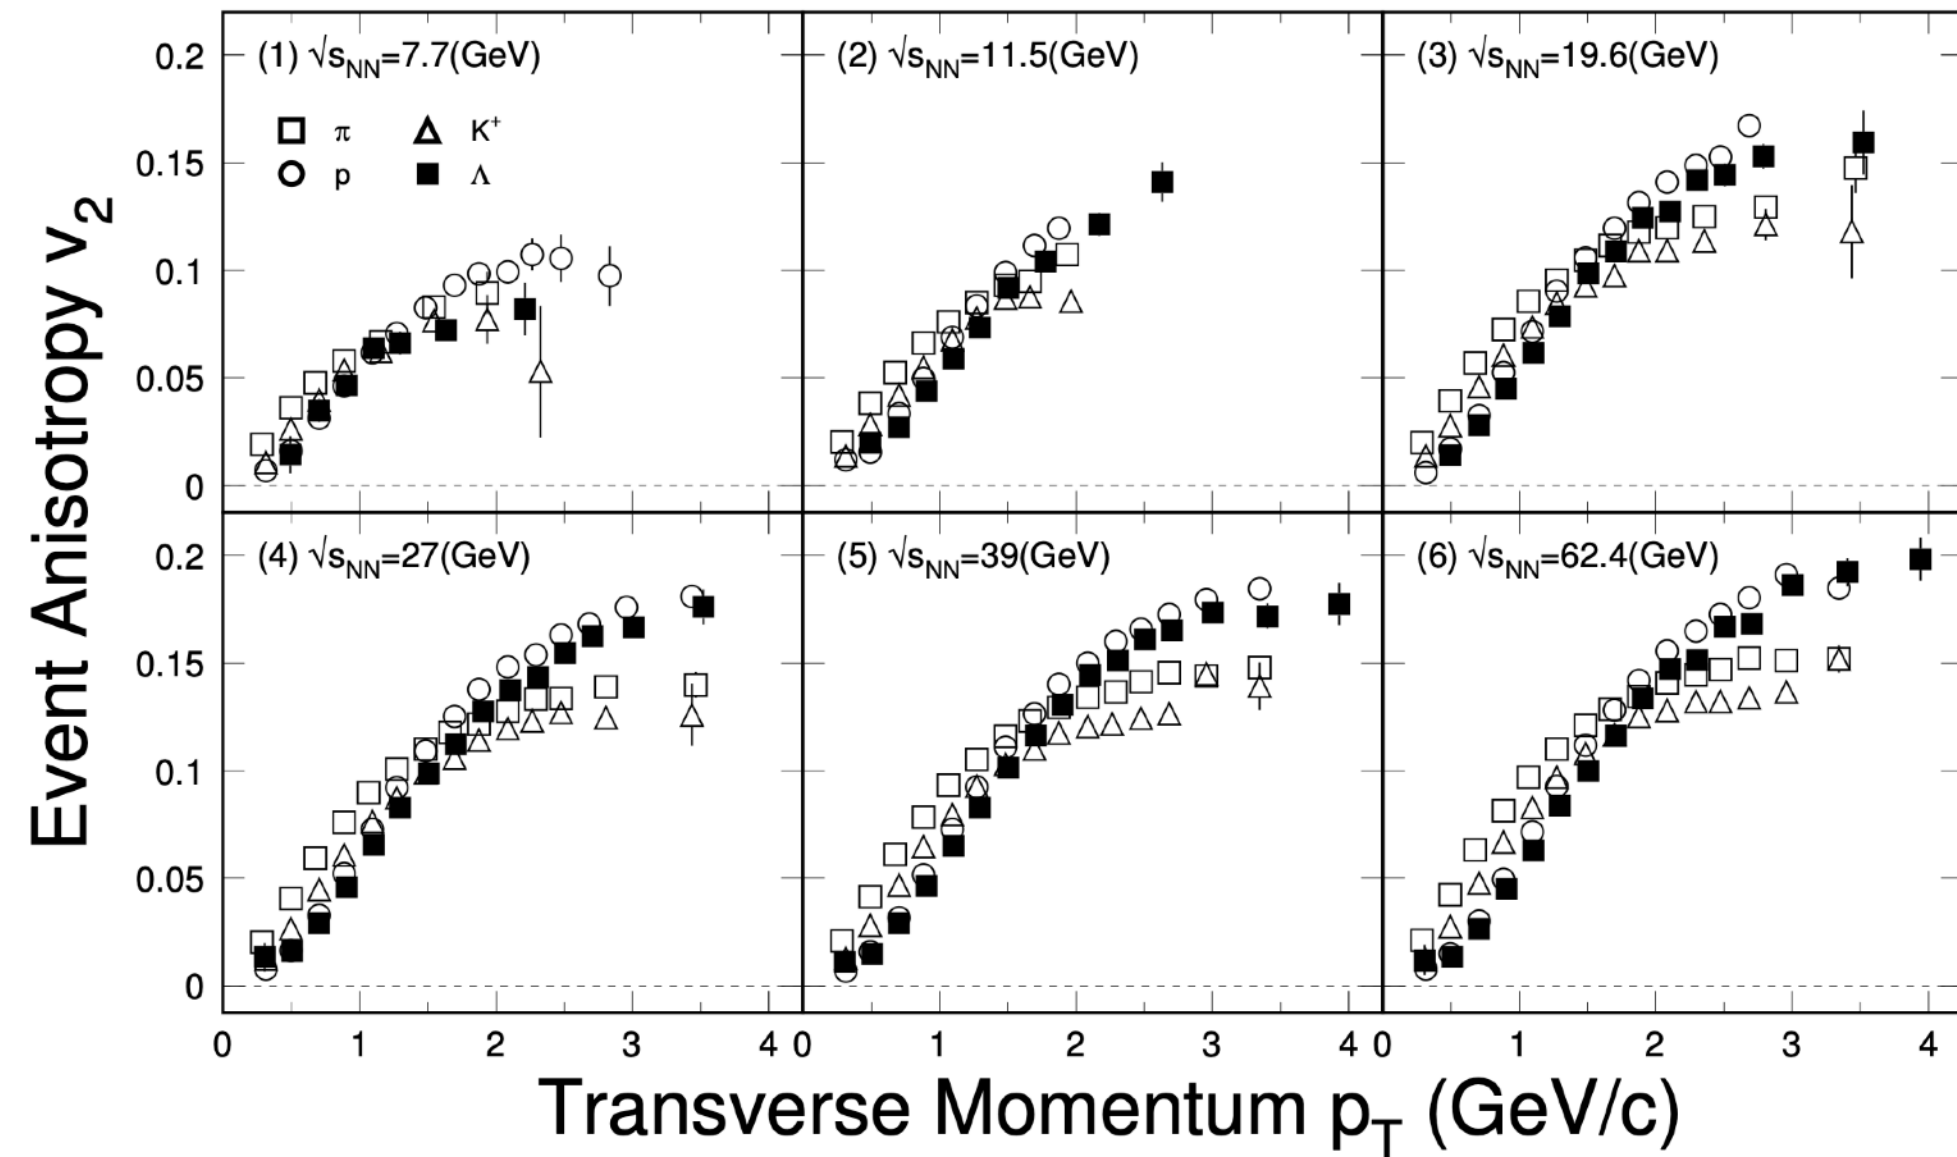 Event Anisotropy v2
0.2
0.15
0.1
0.05
0
(1) √sNN=7.7(GeV)
π
K+
p
Λ
(2) √sNN=11.5(GeV)
(3) √sNN=19.6(GeV)
0.2
0.15
0.1
0.05
0
(4) √sNN=27(GeV)
(5) √sNN=39(GeV)
(6) √sNN=62.4(GeV)
0 1 2 3 4 0 1 2 3 4 0 1 2 3 4
Transverse Momentum pT (GeV/c)